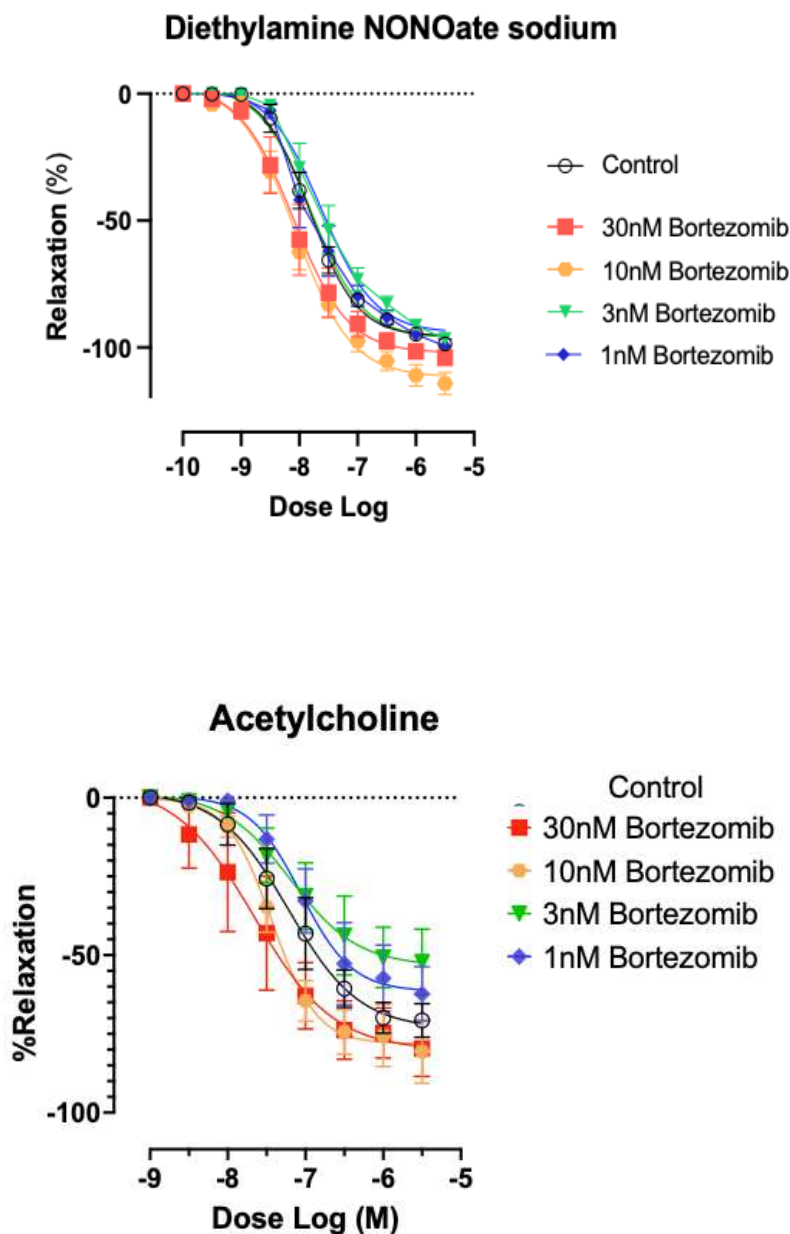 Diethylamine NONOate sodium
0
-50
-100
Relaxation (%)
-10 -9 -8 -7 -6 -5
Dose Log
Control
30nM Bortezomib
10nM Bortezomib
3nM Bortezomib
1nM Bortezomib
Acetylcholine
0
-50
-100
%Relaxation
-9 -8 -7 -6 -5
Dose Log (M)
Control
30nM Bortezomib
10nM Bortezomib
3nM Bortezomib
1nM Bortezomib